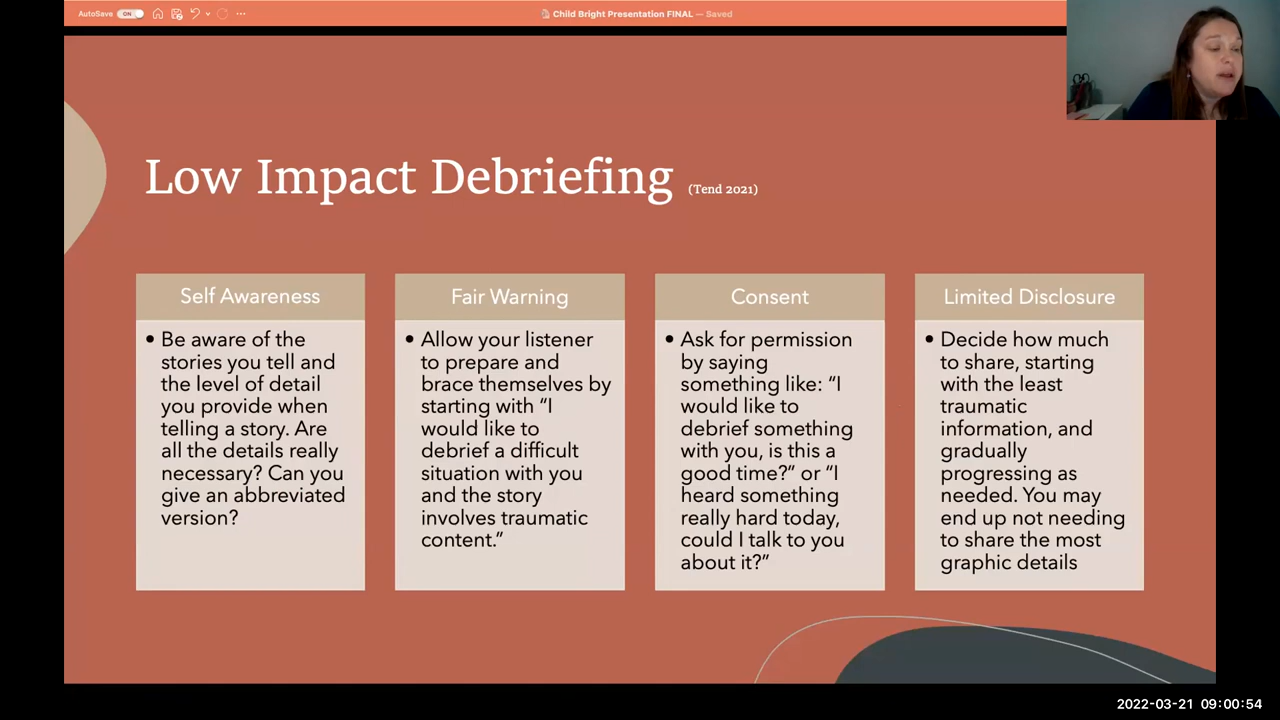 AutoSave ON
Child Bright Presentation FINAL — Saved
Low Impact Debriefing (Tend 2021)
Self Awareness
• Be aware of the
stories you tell and
the level of detail
you provide when
telling a story. Are
all the details really
necessary? Can you
give an abbreviated
version?
Fair Warning
• Allow your listener
to prepare and
brace themselves by
starting with “I
would like to
debrief a difficult
situation with you
and the story
involves traumatic
content.”
Consent
• Ask for permission
by saying
something like: “I
would like to
debrief something
with you, is this a
good time?” or “I
heard something
really hard today,
could I talk to you
about it?”
Limited Disclosure
• Decide how much
to share, starting
with the least
traumatic
information, and
gradually
progressing as
needed. You may
end up not needing
to share the most
graphic details
2022-03-21 09:00:54